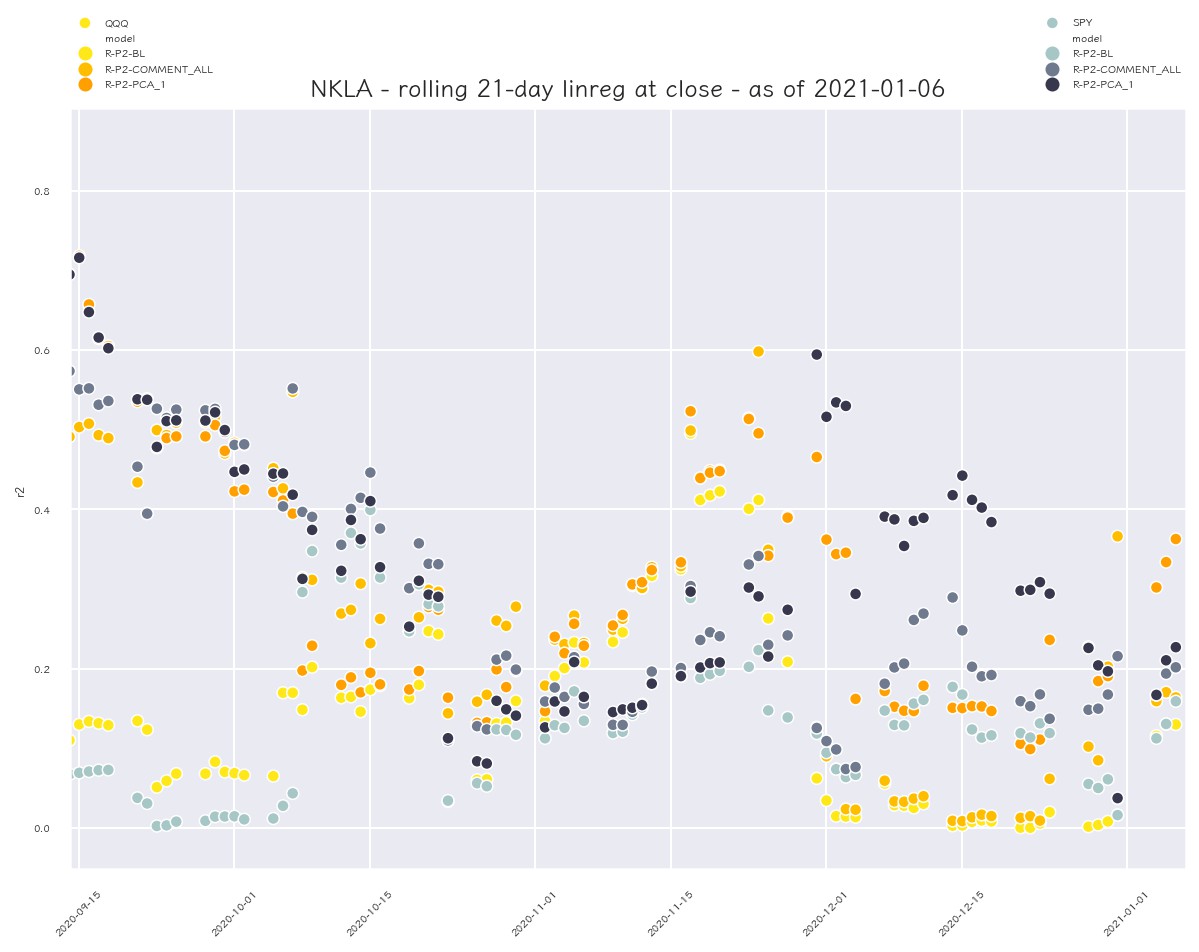 QQQ
model
R-P2-BL
R-P2-COMMENT_ALL
R-P2-PCA_1
SPY
model
R-P2-BL
R-P2-COMMENT_ALL
R-P2-PCA_1
NKLA - rolling 21-day linreg at close - as of 2021-01-06
r2
0.8
0.6
0.4
0.2
0.0
2020-09-15
2020-10-01
2020-10-15
2020-11-01
2020-11-15
2020-12-01
2020-12-15
2021-01-01